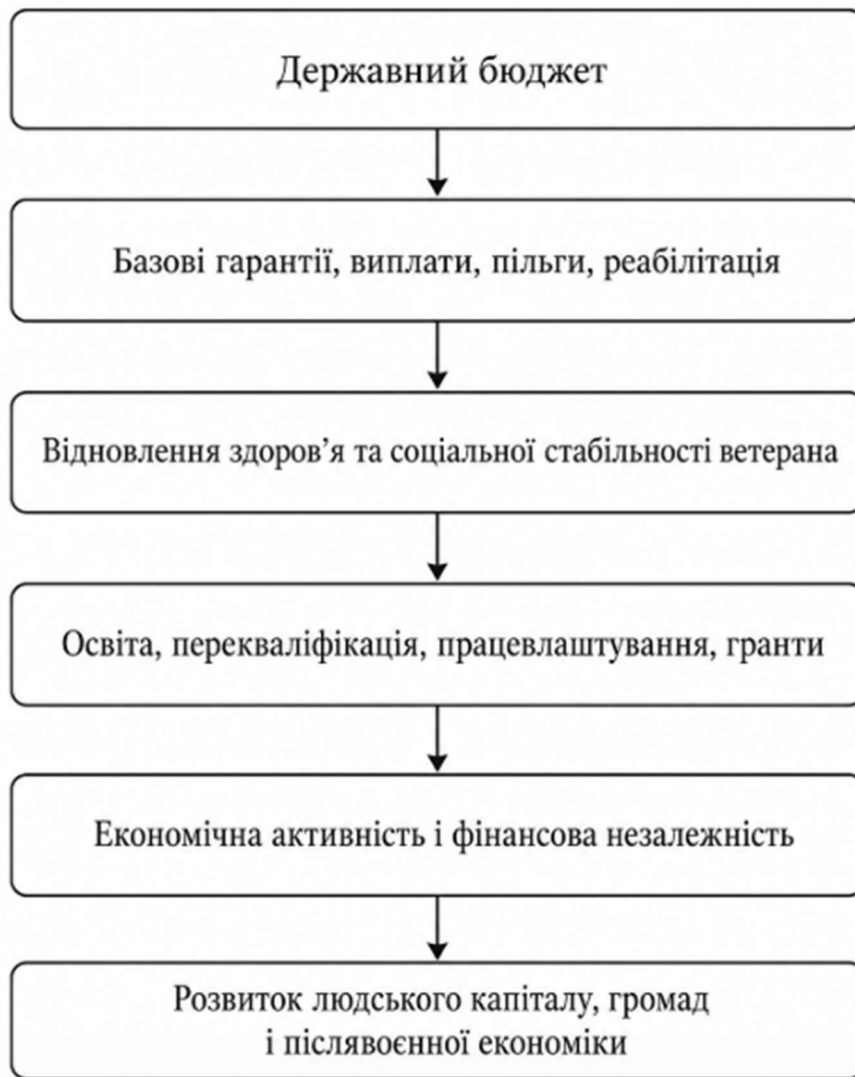 Державний бюджет
Базові гарантії, виплати, пільги, реабілітація
Відновлення здоров’я та соціальної стабільності ветерана
Освіта, перекваліфікація, працевлаштування, гранти
Економічна активність і фінансова незалежність
Розвиток людського капіталу, громад
і післявоєнної економіки